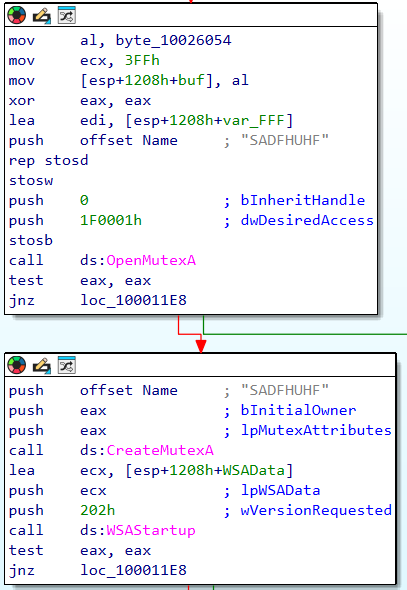 mov     al, byte_10026054
mov     ecx, 3FFh
mov     [esp+1208h+buf], al
xor     eax, eax
lea     edi, [esp+1208h+var_FFF]
push    offset Name     ; "SADFHUHF"
rep stosd
stosw
push    0               ; bInheritHandle
push    1F0001h         ; dwDesiredAccess
stosb
call    ds:OpenMutexA
test    eax, eax
jnz     loc_100011E8
push    offset Name     ; "SADFHUHF"
push    eax             ; bInitialOwner
push    eax             ; lpMutexAttributes
call    ds:CreateMutexA
lea     ecx, [esp+1208h+WSAData]
push    ecx             ; lpWSAData
push    202h            ; wVersionRequested
call    ds:WSAStartup
test    eax, eax
jnz     loc_100011E8